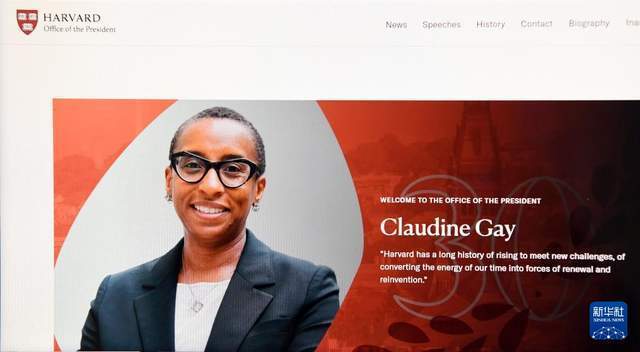 HARVARD
Office of the President
News Speeches History Contact Biography
WELCOME TO THE OFFICE OF THE PRESIDENT
30
Claudine Gay
"Harvard has a long history of rising to meet new challenges, of
converting the energy of our time into forces of renewal and
reinvention."
新华社
XINHUA NEWS